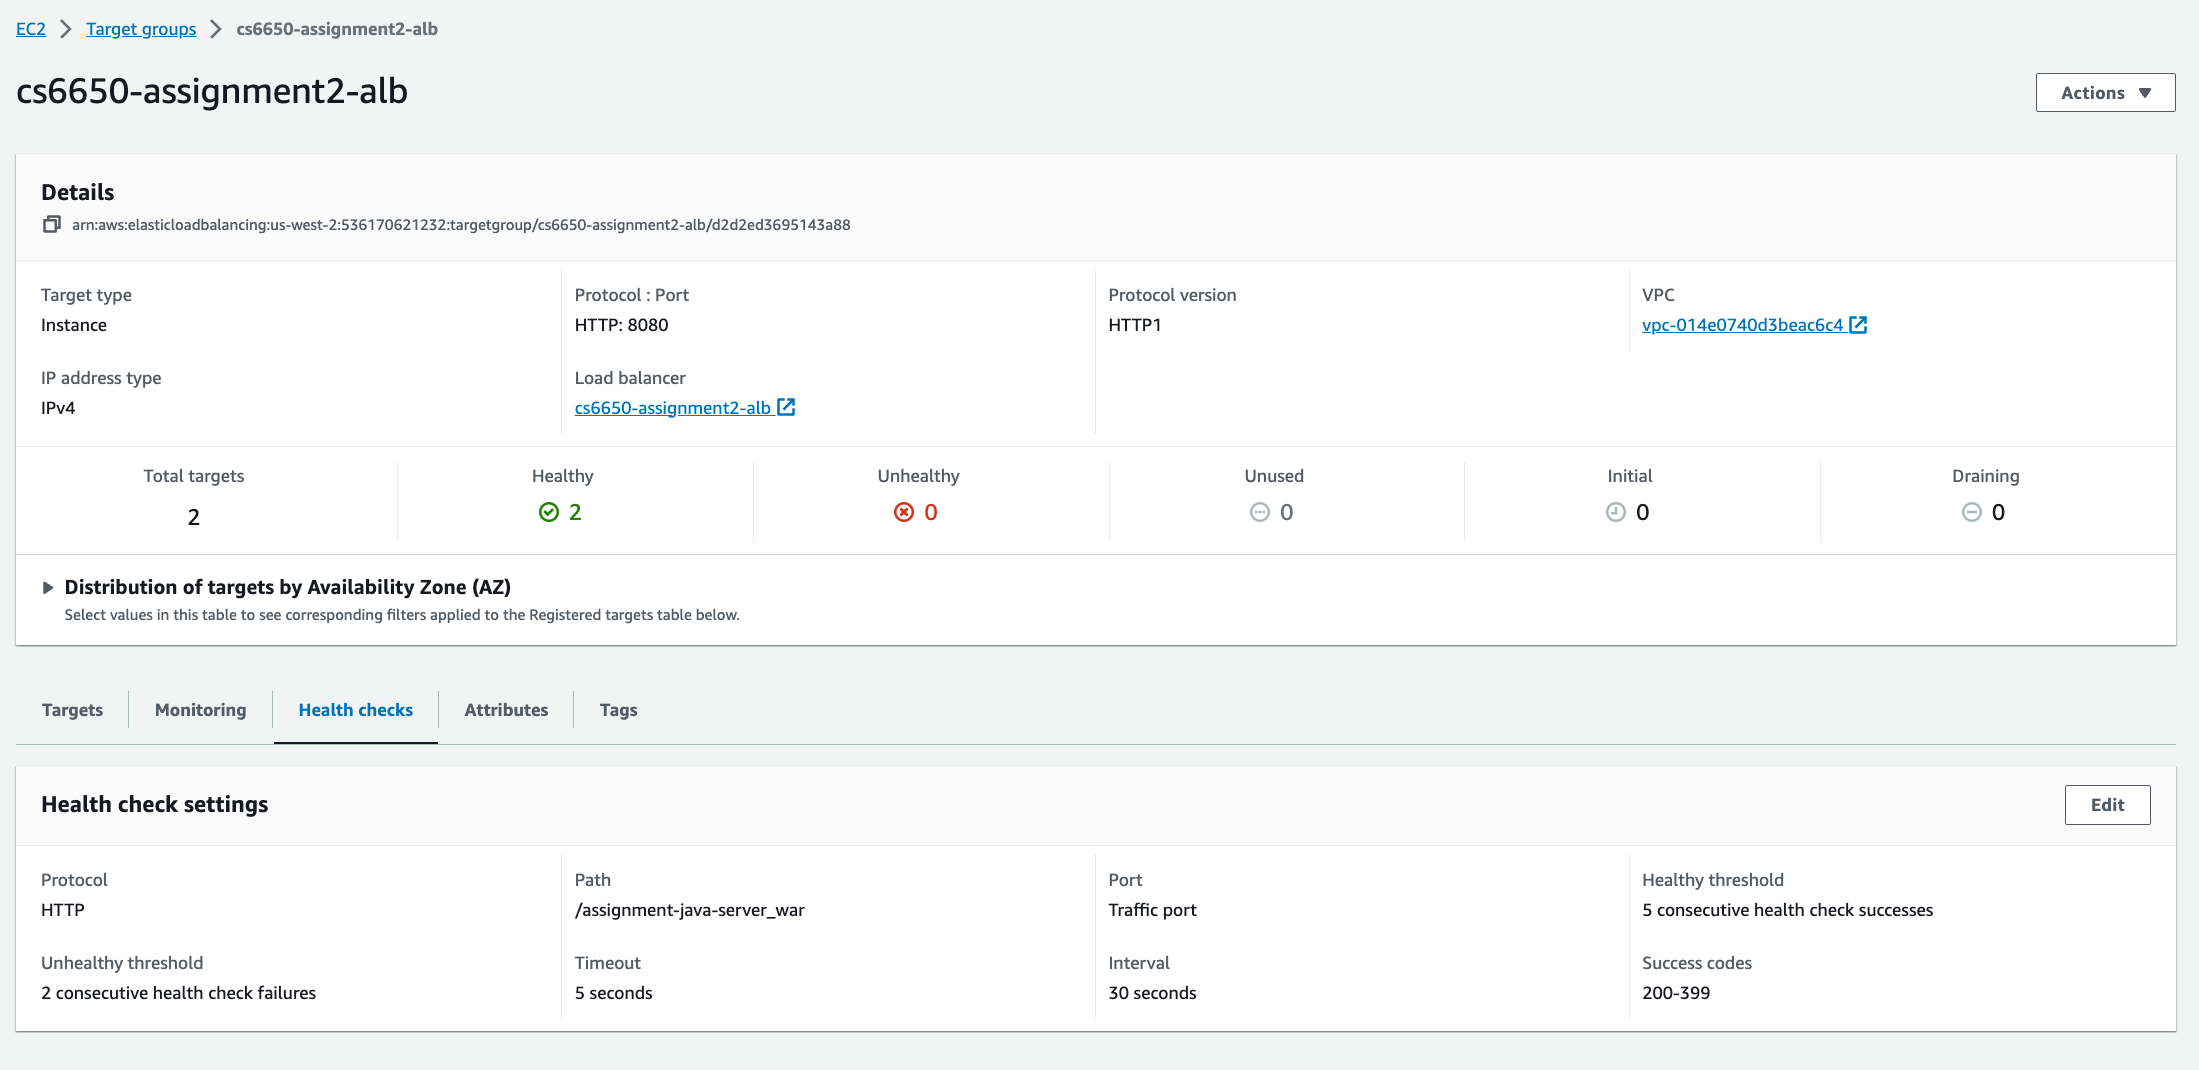 EC2 > Target groups > cs6650-assignment2-alb
cs6650-assignment2-alb
Actions
Details
arn:aws:elasticloadbalancing:us-west-2:536170621232:targetgroup/cs6650-assignment2-alb/d2d2ed3695143a88
Target type
Instance
Protocol : Port
HTTP: 8080
Protocol version
HTTP1
VPC
vpc-014e0740d3beac6c4
IP address type
IPv4
Load balancer
cs6650-assignment2-alb
Total targets
2
Healthy
2
Unhealthy
0
Unused
0
Initial
0
Draining
0
Distribution of targets by Availability Zone (AZ)
Select values in this table to see corresponding filters applied to the Registered targets table below.
Targets
Monitoring
Health checks
Attributes
Tags
Health check settings
Edit
Protocol
HTTP
Path
/assignment-java-server_war
Port
Traffic port
Healthy threshold
5 consecutive health check successes
Unhealthy threshold
2 consecutive health check failures
Timeout
5 seconds
Interval
30 seconds
Success codes
200-399